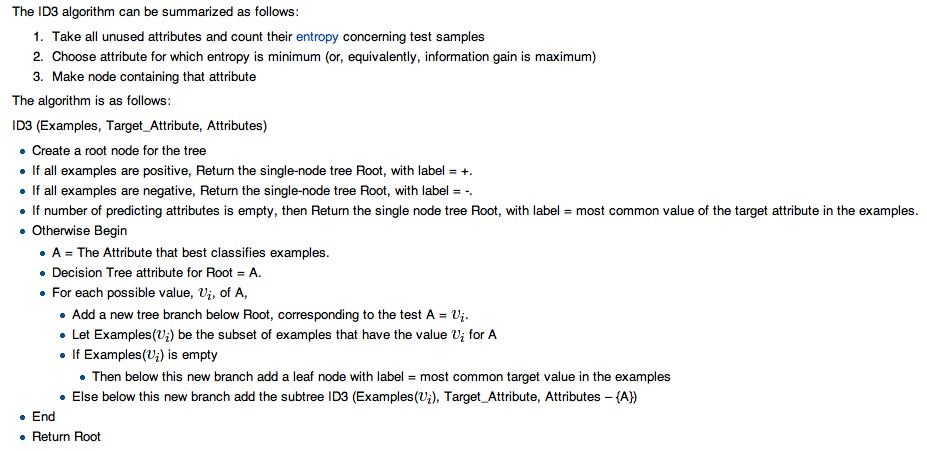 The ID3 algorithm can be summarized as follows:
1. Take all unused attributes and count their entropy concerning test samples
2. Choose attribute for which entropy is minimum (or, equivalently, information gain is maximum)
3. Make node containing that attribute
The algorithm is as follows:
ID3 (Examples, Target_Attribute, Attributes)
• Create a root node for the tree
• If all examples are positive, Return the single-node tree Root, with label = +.
• If all examples are negative, Return the single-node tree Root, with label = -.
• If number of predicting attributes is empty, then Return the single node tree Root, with label = most common value of the target attribute in the examples.
• Otherwise Begin
• A = The Attribute that best classifies examples.
• Decision Tree attribute for Root = A.
• For each possible value, vᵢ, of A,
• Add a new tree branch below Root, corresponding to the test A = vᵢ.
• Let Examples(vᵢ) be the subset of examples that have the value vᵢ for A
• If Examples(vᵢ) is empty
• Then below this new branch add a leaf node with label = most common target value in the examples
• Else below this new branch add the subtree ID3 (Examples(vᵢ), Target_Attribute, Attributes – {A})
• End
• Return Root